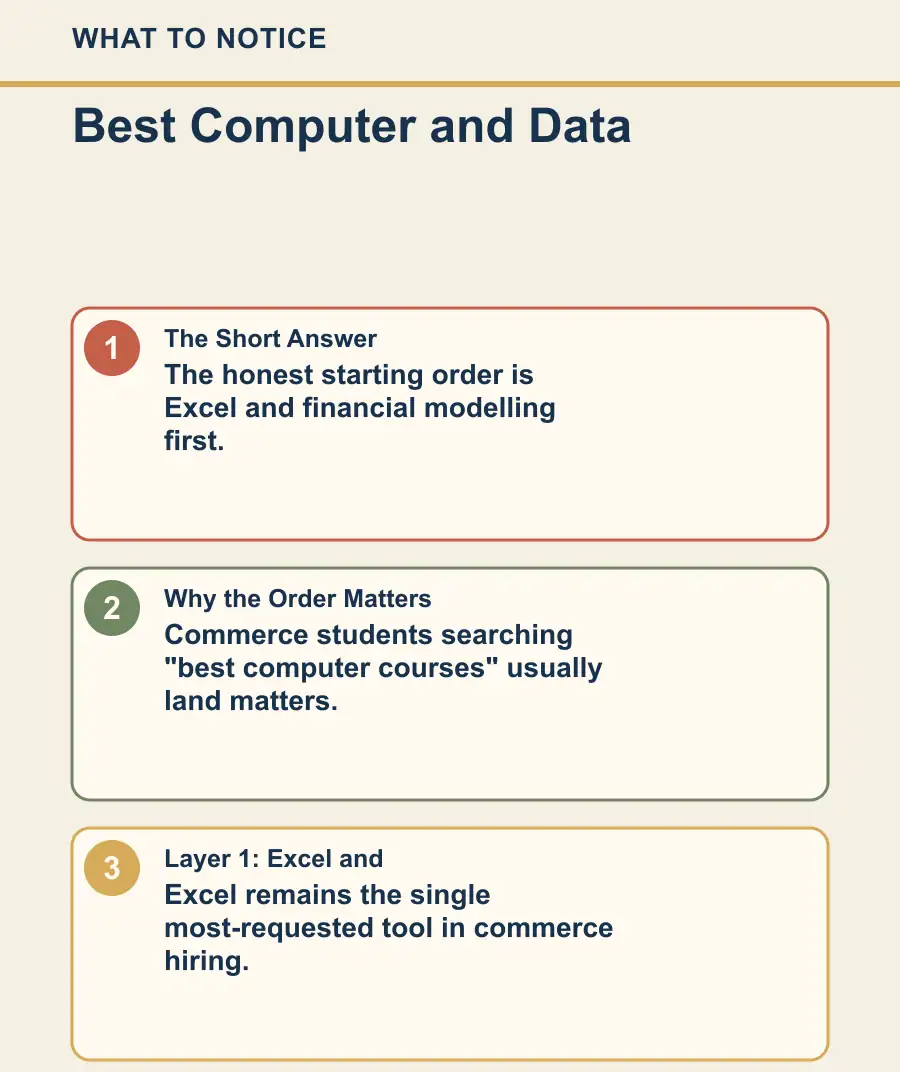 WHAT TO NOTICE
Best Computer and Data
1
The Short Answer
The honest starting order is
Excel and financial modelling
first.
2
Why the Order Matters
Commerce students searching
"best computer courses" usually
land matters.
3
Layer 1: Excel and
Excel remains the single
most-requested tool in commerce
hiring.